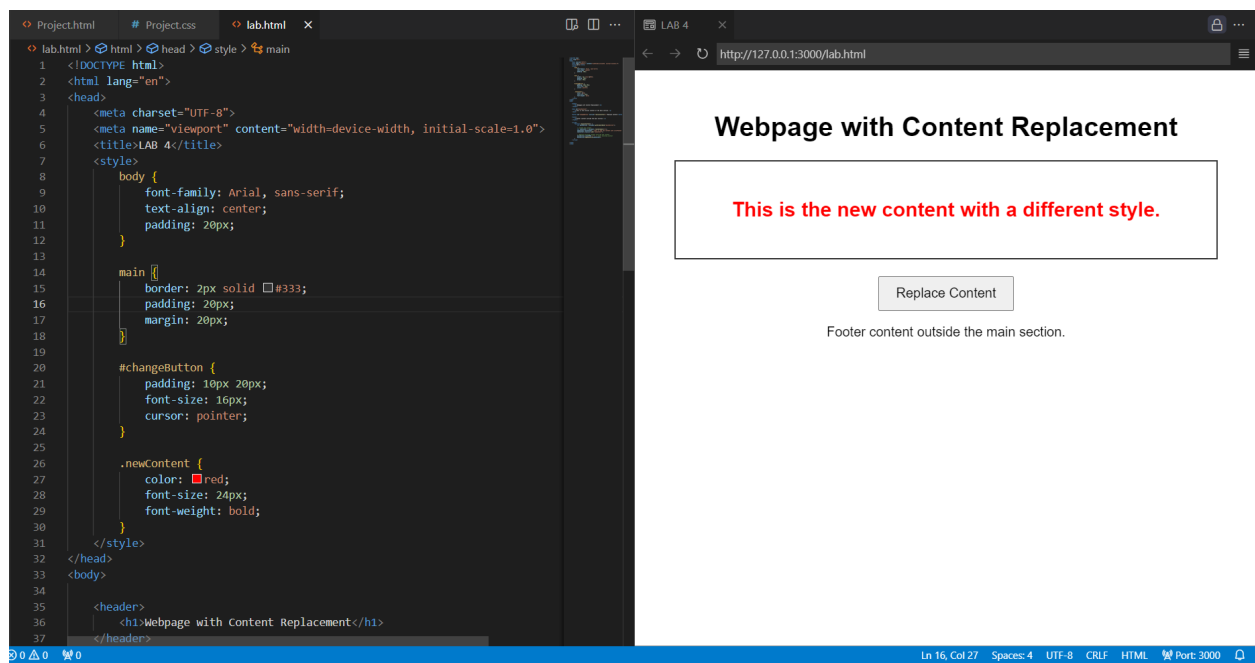 Project.html # Project.css lab.html × ...
lab.html > html > head > style > main
1 <!DOCTYPE html>
2 <html lang="en">
3 <head>
4 <meta charset="UTF-8">
5 <meta name="viewport" content="width=device-width, initial-scale=1.0">
6 <title>LAB 4</title>
7 <style>
8 body {
9 font-family: Arial, sans-serif;
10 text-align: center;
11 padding: 20px;
12 }
13
14 main {
15 border: 2px solid #333;
16 padding: 20px;
17 margin: 20px;
18 }
19
20 #changeButton {
21 padding: 10px 20px;
22 font-size: 16px;
23 cursor: pointer;
24 }
25
26 .newContent {
27 color: red;
28 font-size: 24px;
29 font-weight: bold;
30 }
31 </style>
32 </head>
33 <body>
34
35 <header>
36 <h1>Webpage with Content Replacement</h1>
37 </header>
LAB 4 × ...
http://127.0.0.1:3000/lab.html
Webpage with Content Replacement
This is the new content with a different style.
Replace Content
Footer content outside the main section.
0 0 0 Ln 16, Col 27 Spaces: 4 UTF-8 CRLF HTML Port: 3000